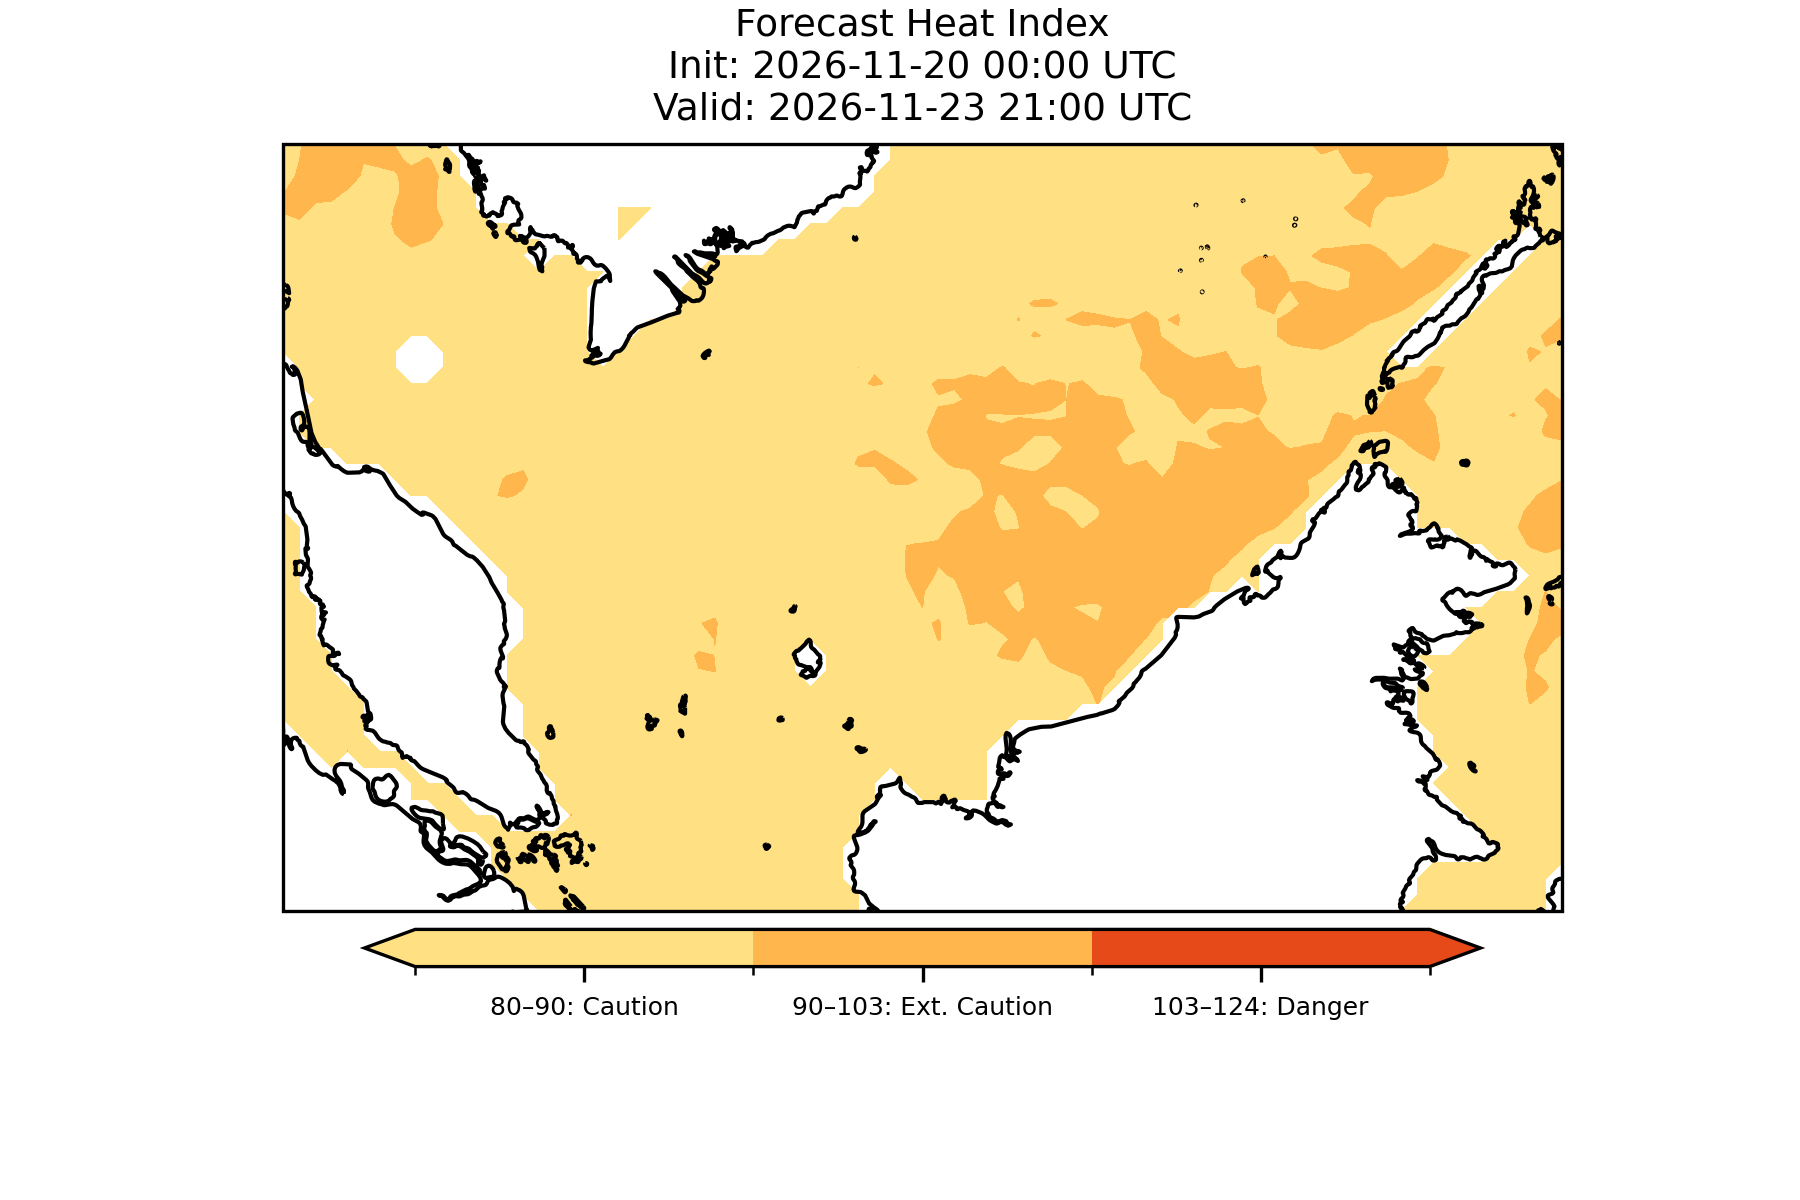 Forecast Heat Index
Init: 2026-11-20 00:00 UTC
Valid: 2026-11-23 21:00 UTC
80–90: Caution
90–103: Ext. Caution
103–124: Danger